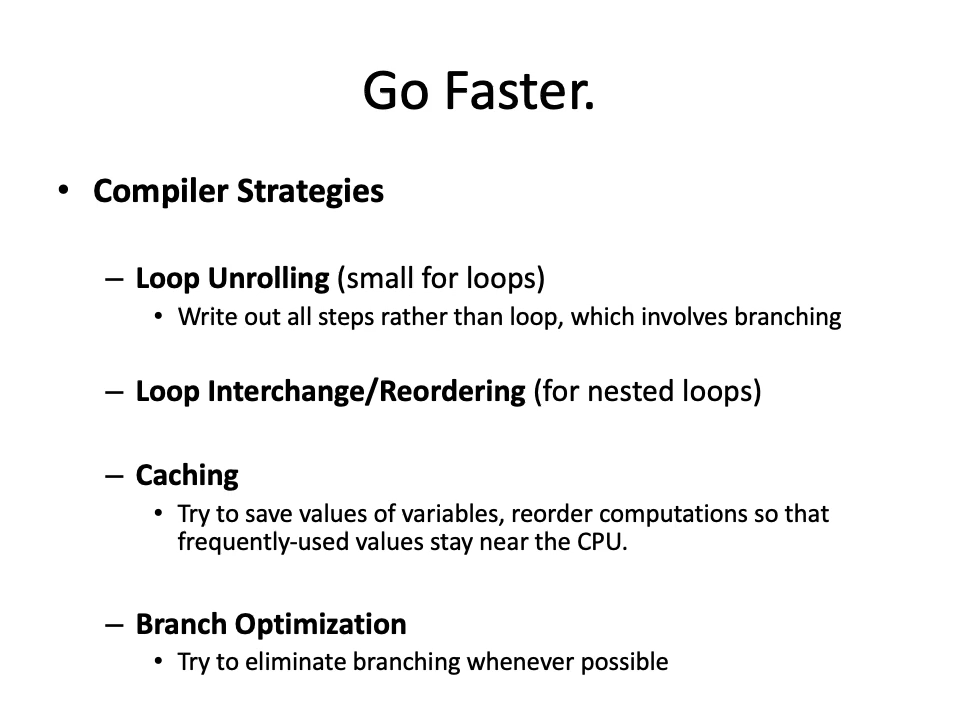 Go Faster.
• Compiler Strategies
– Loop Unrolling (small for loops)
• Write out all steps rather than loop, which involves branching
– Loop Interchange/Reordering (for nested loops)
– Caching
• Try to save values of variables, reorder computations so that
frequently-used values stay near the CPU.
– Branch Optimization
• Try to eliminate branching whenever possible